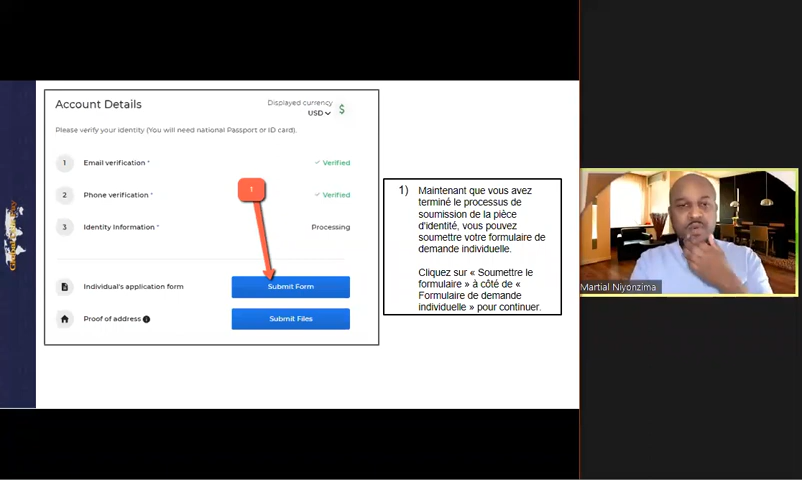 Account Details
Displayed currency
USD
$
Please verify your identity (You will need national Passport or ID card).
1 Email verification * Verified
2 Phone verification * Verified
1
3 Identity Information * Processing
Individual's application form Submit Form
Proof of address Submit Files
1) Maintenant que vous avez
terminé le processus de
soumission de la pièce
d'identité, vous pouvez
soumettre votre formulaire de
demande individuelle.
Cliquez sur « Soumettre le
formulaire » à côté de «
Formulaire de demande
individuelle » pour continuer.
Martial Niyonzima